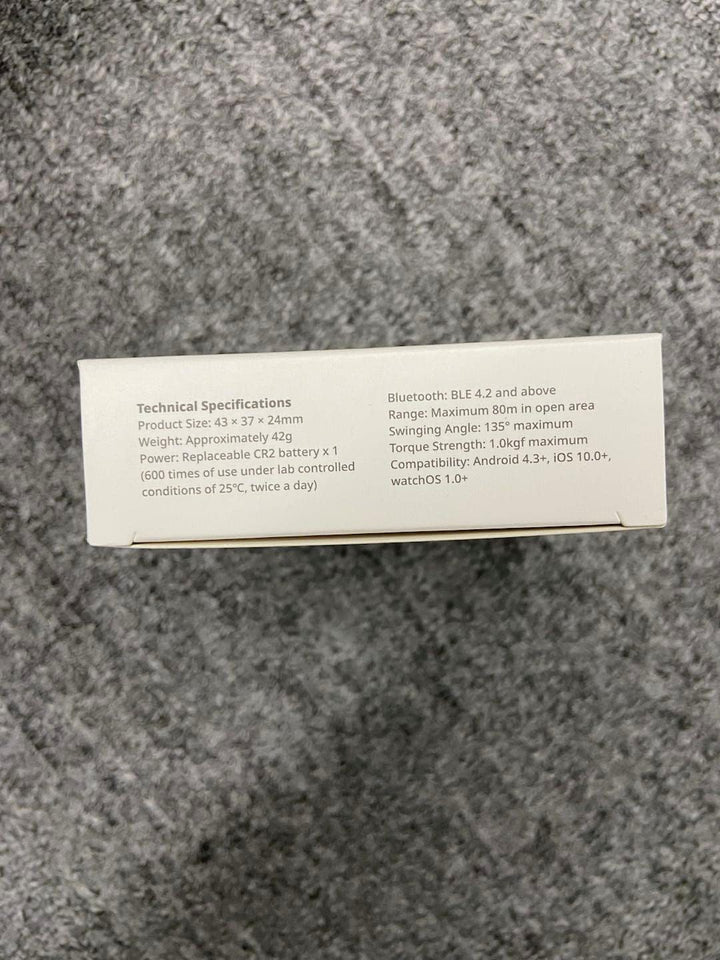 Technical Specifications
Product Size: 43 × 37 × 24mm
Weight: Approximately 42g
Power: Replaceable CR2 battery x 1
(600 times of use under lab controlled
conditions of 25°C, twice a day)
Bluetooth: BLE 4.2 and above
Range: Maximum 80m in open area
Swinging Angle: 135° maximum
Torque Strength: 1.0kgf maximum
Compatibility: Android 4.3+, iOS 10.0+,
watchOS 1.0+